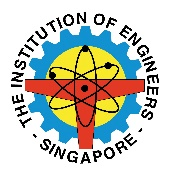 THE INSTITUTION OF ENGINEERS
- SINGAPORE -